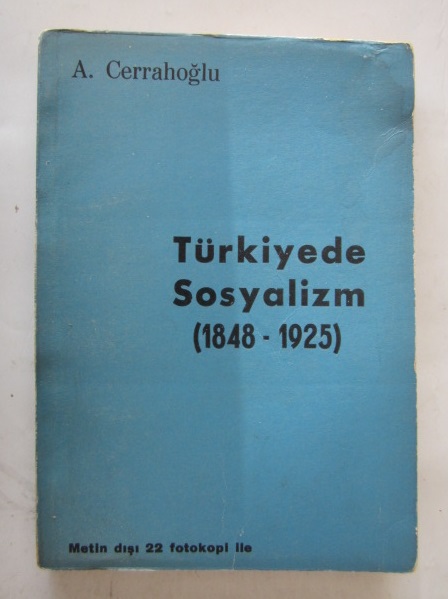 A. Cerrahoğlu
Türkiyede
Sosyalizm
(1848 - 1925)
Metin dışı 22 fotokopi ile